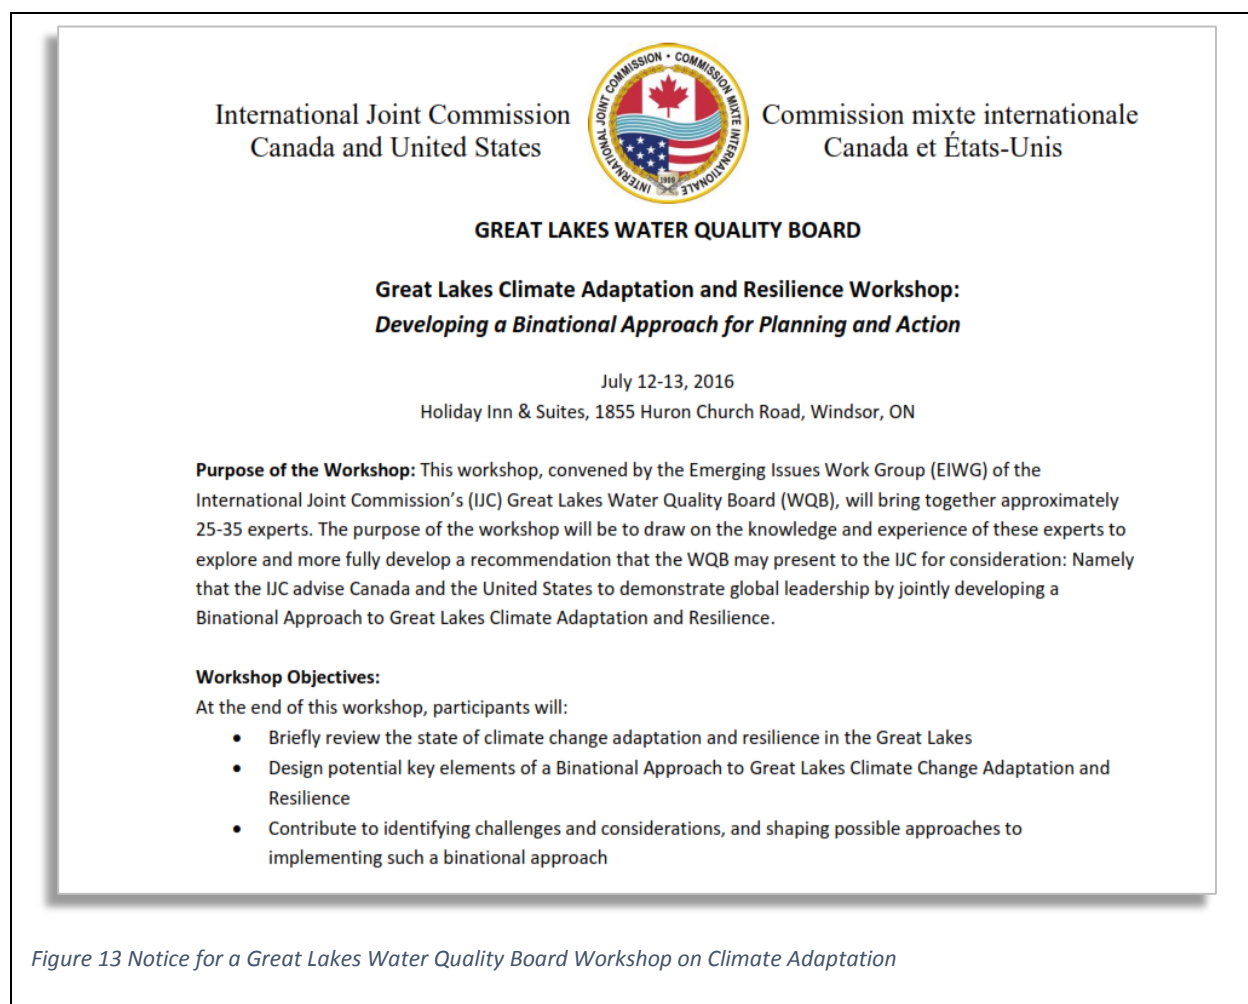 International Joint Commission
Canada and United States
INTERNATIONAL JOINT COMMISSION • COMMISSION MIXTE INTERNATIONALE
1909
Commission mixte internationale
Canada et États-Unis
GREAT LAKES WATER QUALITY BOARD
Great Lakes Climate Adaptation and Resilience Workshop:
Developing a Binational Approach for Planning and Action
July 12-13, 2016
Holiday Inn & Suites, 1855 Huron Church Road, Windsor, ON
Purpose of the Workshop: This workshop, convened by the Emerging Issues Work Group (EIWG) of the
International Joint Commission’s (IJC) Great Lakes Water Quality Board (WQB), will bring together approximately
25-35 experts. The purpose of the workshop will be to draw on the knowledge and experience of these experts to
explore and more fully develop a recommendation that the WQB may present to the IJC for consideration: Namely
that the IJC advise Canada and the United States to demonstrate global leadership by jointly developing a
Binational Approach to Great Lakes Climate Adaptation and Resilience.
Workshop Objectives:
At the end of this workshop, participants will:
• Briefly review the state of climate change adaptation and resilience in the Great Lakes
• Design potential key elements of a Binational Approach to Great Lakes Climate Change Adaptation and
Resilience
• Contribute to identifying challenges and considerations, and shaping possible approaches to
implementing such a binational approach
Figure 13 Notice for a Great Lakes Water Quality Board Workshop on Climate Adaptation